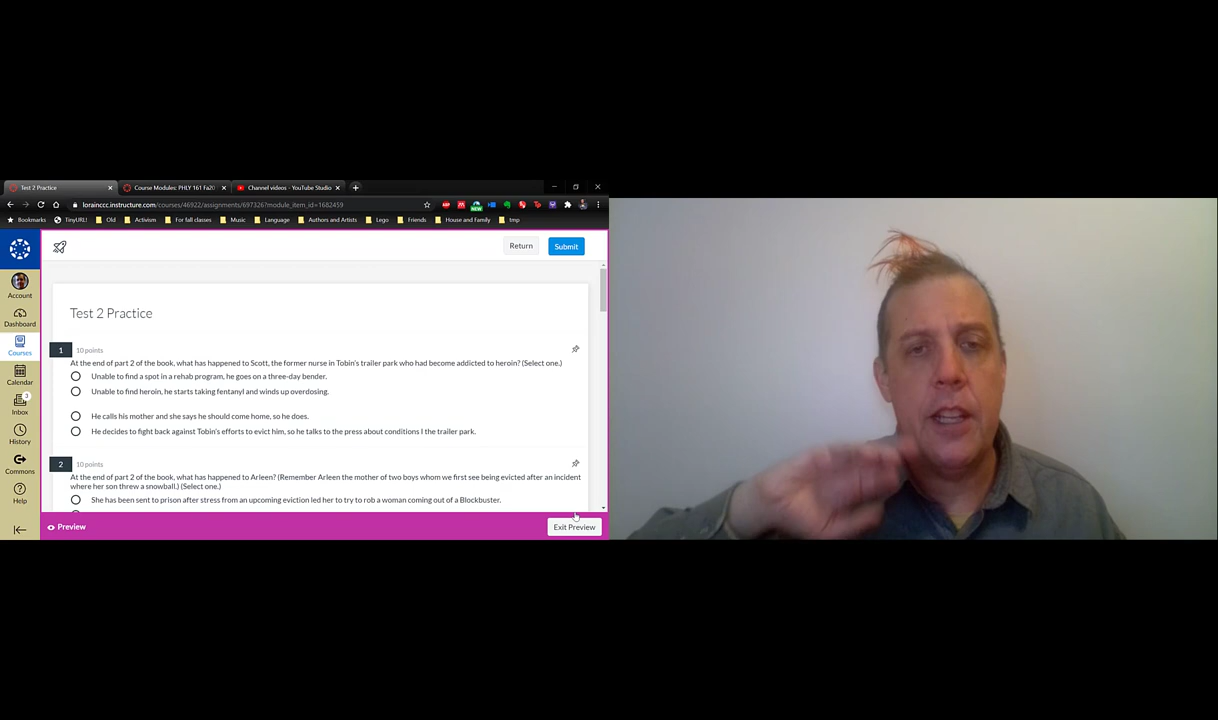 Test 2 Practice
Course Modules: PHLY 161 Fa20
Channel videos - YouTube Studio
lorainccc.instructure.com/courses/46922/assignments/697326?module_item_id=1682459
Bookmarks TinyURL! Old Activism For fall classes Music Language Authors and Artists Lego Friends House and Family tmp
Return
Submit
Account
Dashboard
Courses
Calendar
Inbox
History
Commons
Help
Test 2 Practice
1 10 points
At the end of part 2 of the book, what has happened to Scott, the former nurse in Tobin's trailer park who had become addicted to heroin? (Select one.)
Unable to find a spot in a rehab program, he goes on a three-day bender.
Unable to find heroin, he starts taking fentanyl and winds up overdosing.
He calls his mother and she says he should come home, so he does.
He decides to fight back against Tobin's efforts to evict him, so he talks to the press about conditions I the trailer park.
2 10 points
At the end of part 2 of the book, what has happened to Arleen? (Remember Arleen the mother of two boys whom we first see being evicted after an incident
where her son threw a snowball.) (Select one.)
She has been sent to prison after stress from an upcoming eviction led her to try to rob a woman coming out of a Blockbuster.
Preview
Exit Preview